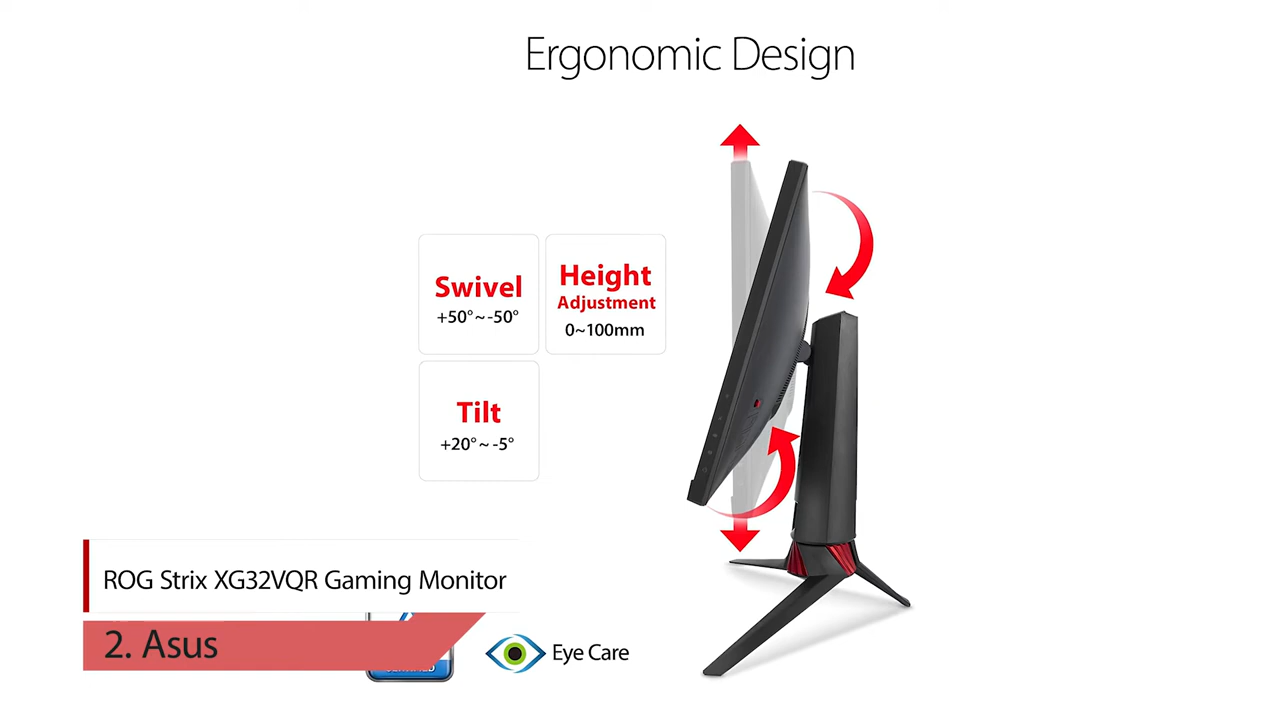 Ergonomic Design
Swivel
+50°~-50°
Height
Adjustment
0~100mm
Tilt
+20°~-5°
ROG Strix XG32VQR Gaming Monitor
2. Asus
Eye Care